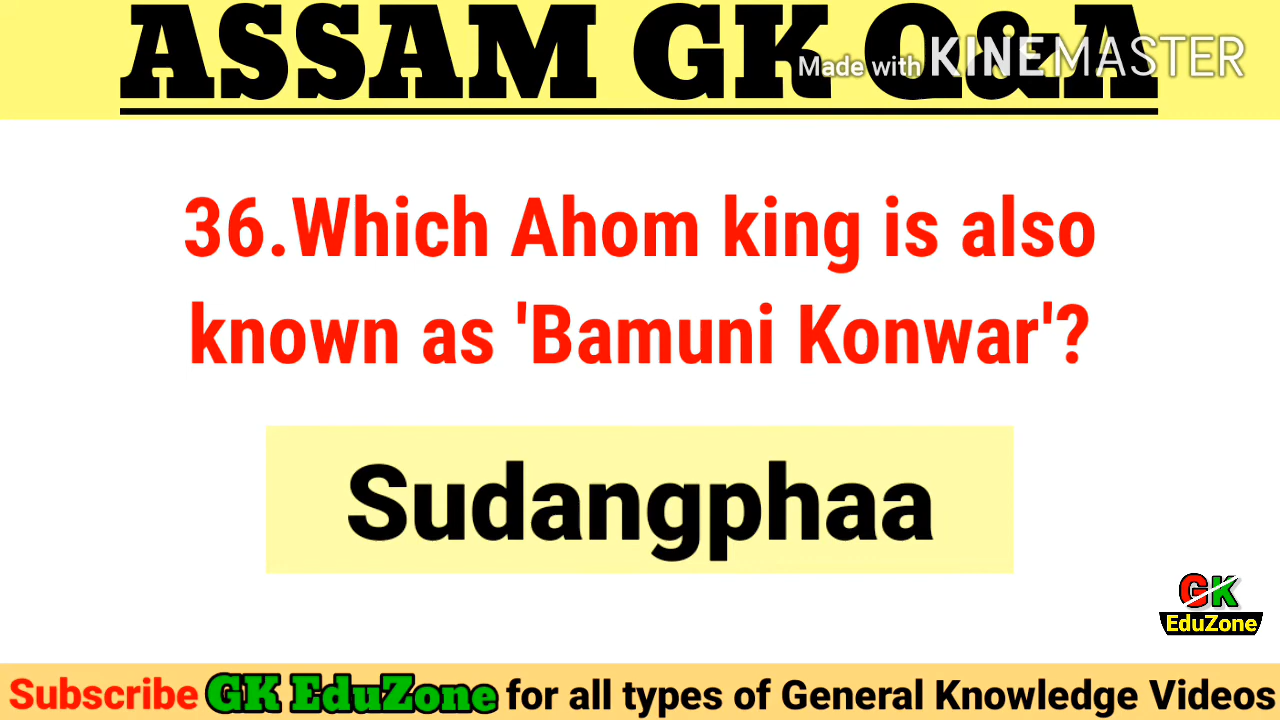 ASSAM GK Q&A
Made with KINEMASTER
36.Which Ahom king is also
known as 'Bamuni Konwar'?
Sudangphaa
GK
EduZone
Subscribe GK EduZone for all types of General Knowledge Videos